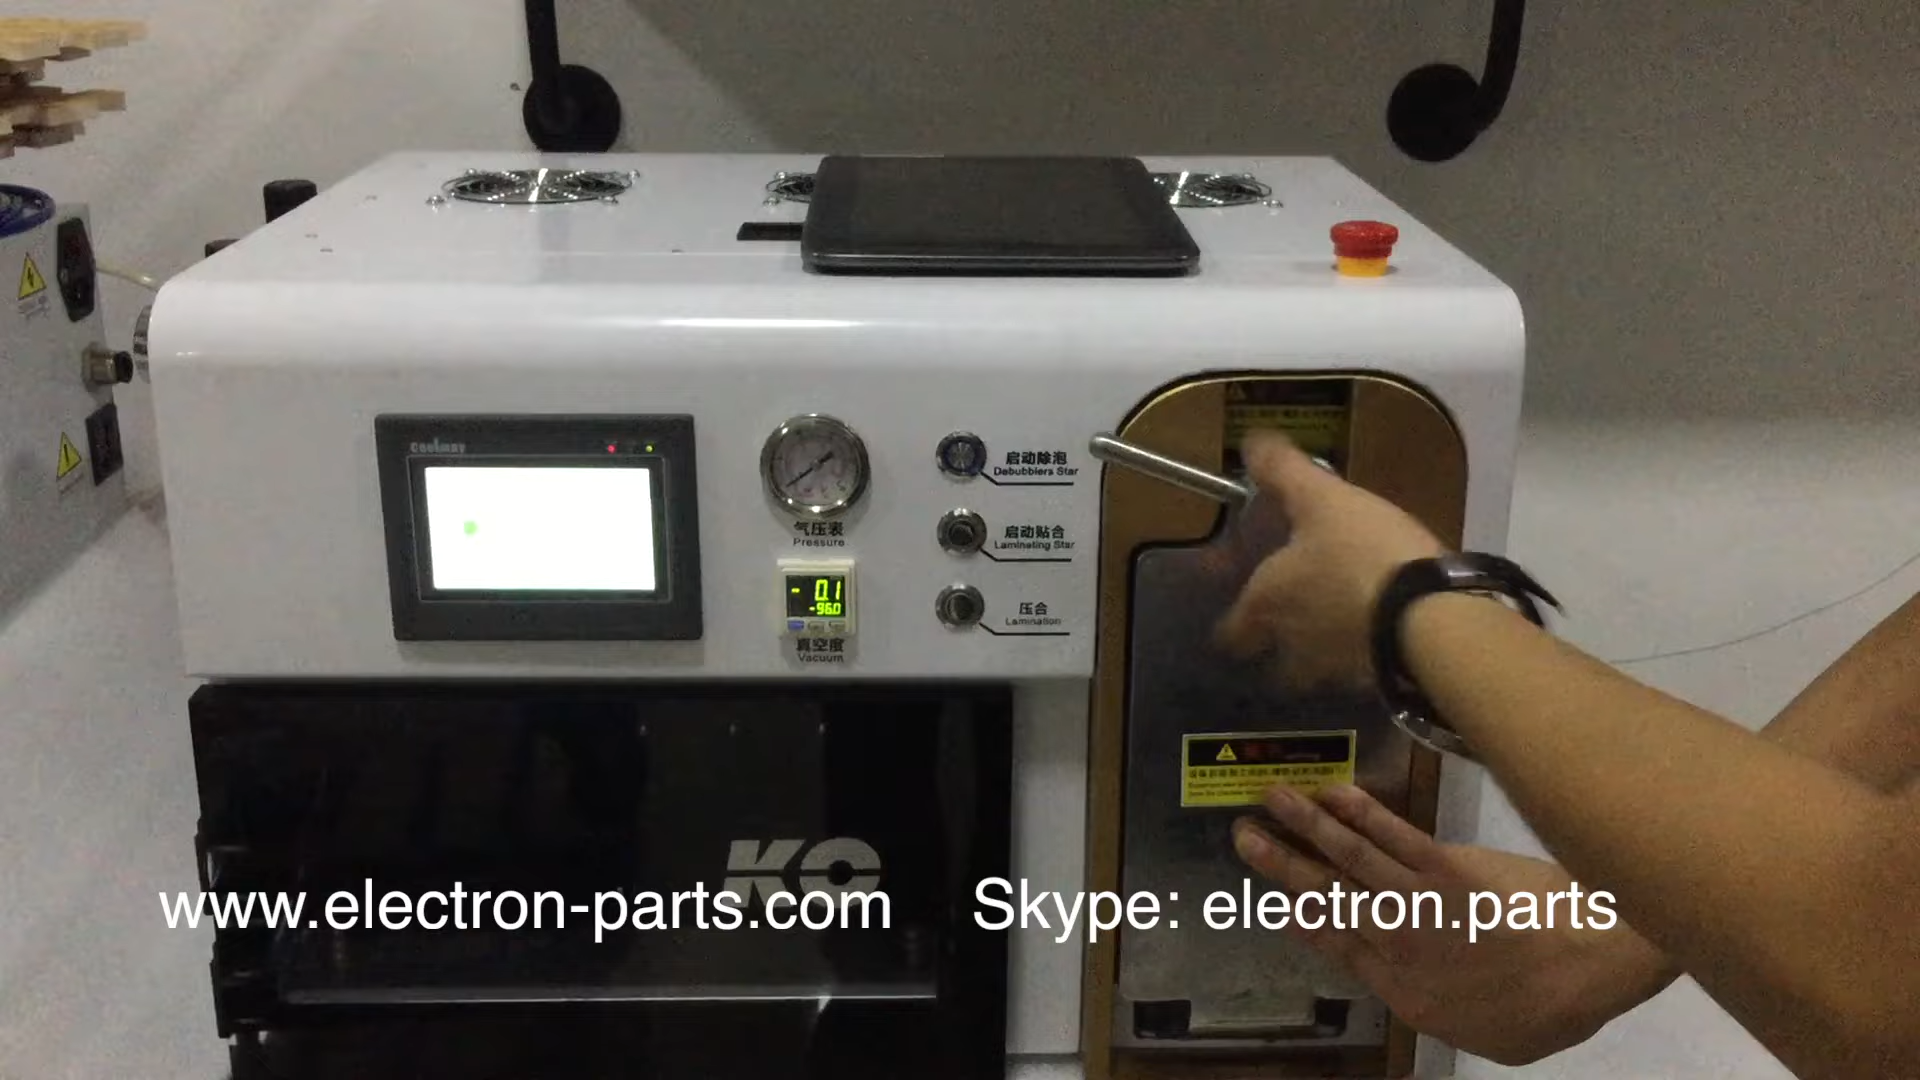 Coolmay
气压表
Pressure
- 0.1
-96.0
真空度
Vacuum
启动除泡
Debubblers Star
启动贴合
Laminating Star
压合
Lamination
KO
www.electron-parts.com Skype: electron.parts